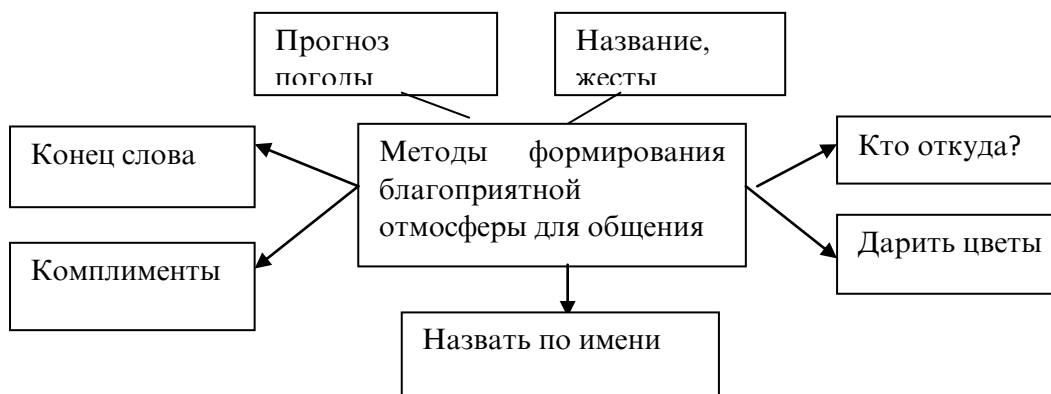 Прогноз
погоды
Название,
жесты
Конец слова
Методы формирования
благоприятной
отмосферы для общения
Кто откуда?
Комплименты
Дарить цветы
Назвать по имени